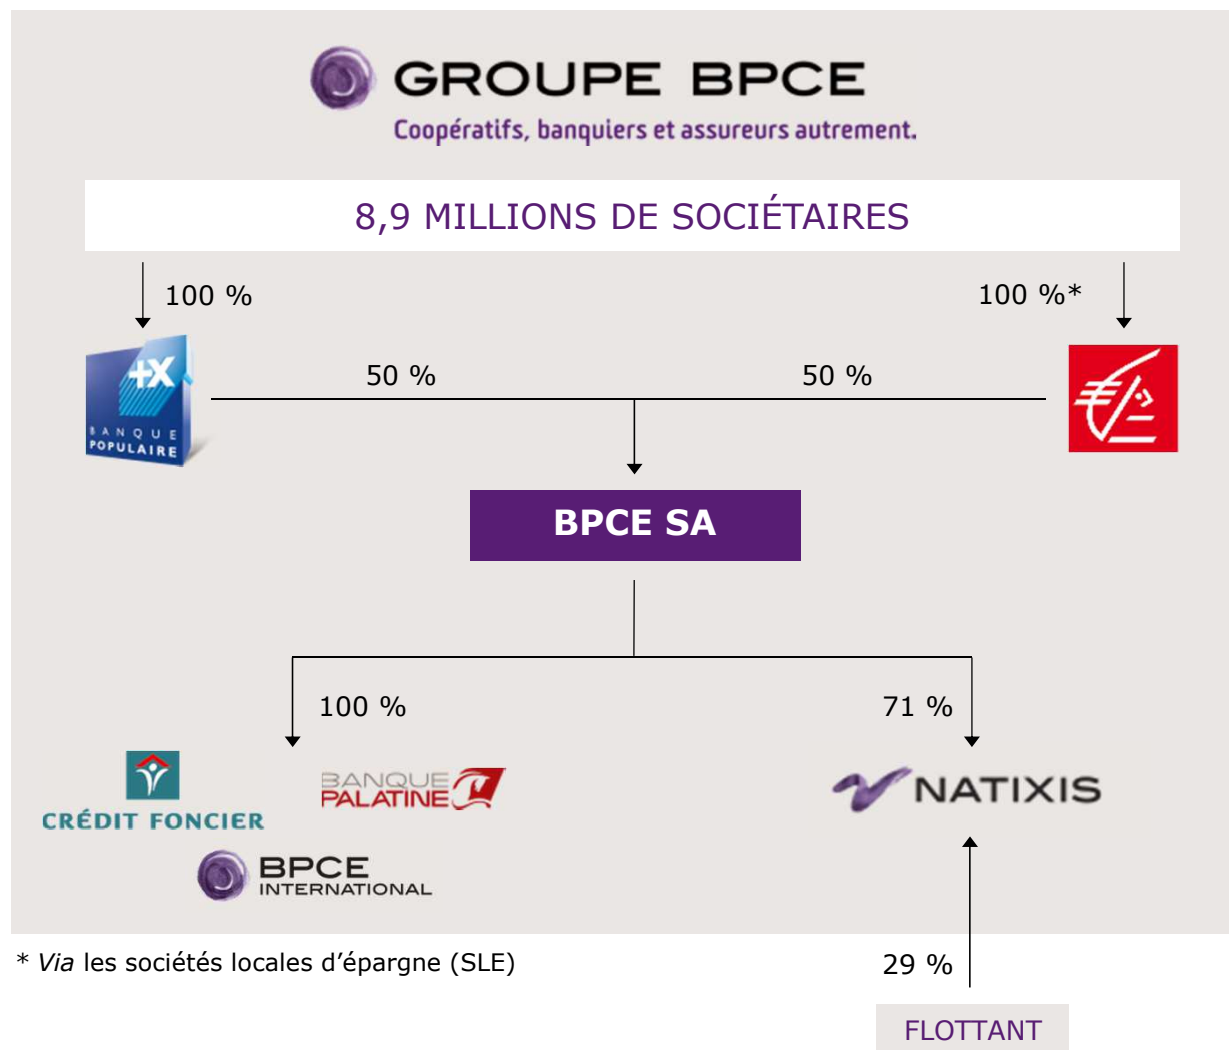 GROUPE BPCE
Coopératifs, banquiers et assureurs autrement.
8,9 MILLIONS DE SOCIÉTAIRES
100 %
100 %*
+X
BANQUE
POPULAIRE
50 %
50 %
BPCE SA
100 %
71 %
CRÉDIT FONCIER
BANQUE
PALATINE
NATIXIS
BPCE
INTERNATIONAL
* Via les sociétés locales d’épargne (SLE)
29 %
FLOTTANT